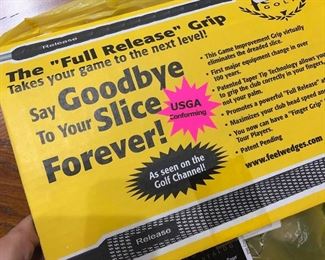 Release
GOLF
The "Full Release" Grip
Takes your game to the next level!
Say Goodbye
To Your Slice
Forever!
USGA
Conforming
As seen on the
Golf Channel!
• This Game Improvement Grip virtually
eliminates the dreaded slice.
• First major equipment change in over
100 years.
• Patented Taper Tip Technology allows you
to grip the club correctly in your fingers,
not your palm.
• Promotes a powerful "Full Release"
• Maximizes your club head speed
• You now can have a "Finger Grip"
Tour Players.
• Patent Pending
www.feelwedges.com
Release